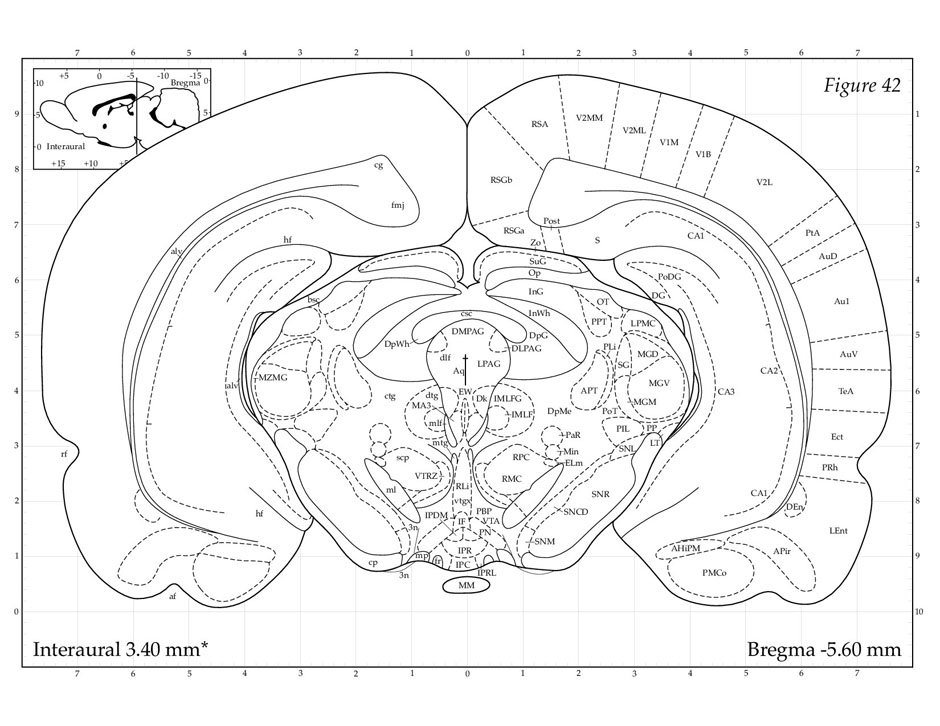 7 6 5 4 3 2 1 0 1 2 3 4 5 6 7
+5 0 -5 -10 -15
Bregma
10 0
5 5
0 Interaural
+15 +10 +5
Figure 42
9 1
8 2
7 3
6 4
5 5
4 6
3 7
2 8
1 9
0 10
RSA V2MM V2ML V1M V1B V2L
cg RSGb
fmj
RSGa Post Zo S CA1 PtA
alv hf SuG AuD
Op PoDG
bsc InG OT DG Au1
csc InWh
DMPAG DpG PPT LPMC
DpWh dlf DLPAG PLi MGD AuV
LPAG SG
Aq CA2
MZMG alv APT MGV TeA
ctg dtg EW Dk IMLFG CA3
MA3 DpMe PoT MGM
mlf IMLF PIL PP Ect
mtg PaR SNL LT
rf scp RPC Min PRh
ELm
VTRZ RMC
ml RLi SNR CA1
vtgx DEn
hf IPDM PBP SNCD
IF VTA LEnt
3n PN SNM
mp IPR AHiPM APir
cp fr IPC
3n IPRL PMCo
MM
af
Interaural 3.40 mm* Bregma -5.60 mm
7 6 5 4 3 2 1 0 1 2 3 4 5 6 7